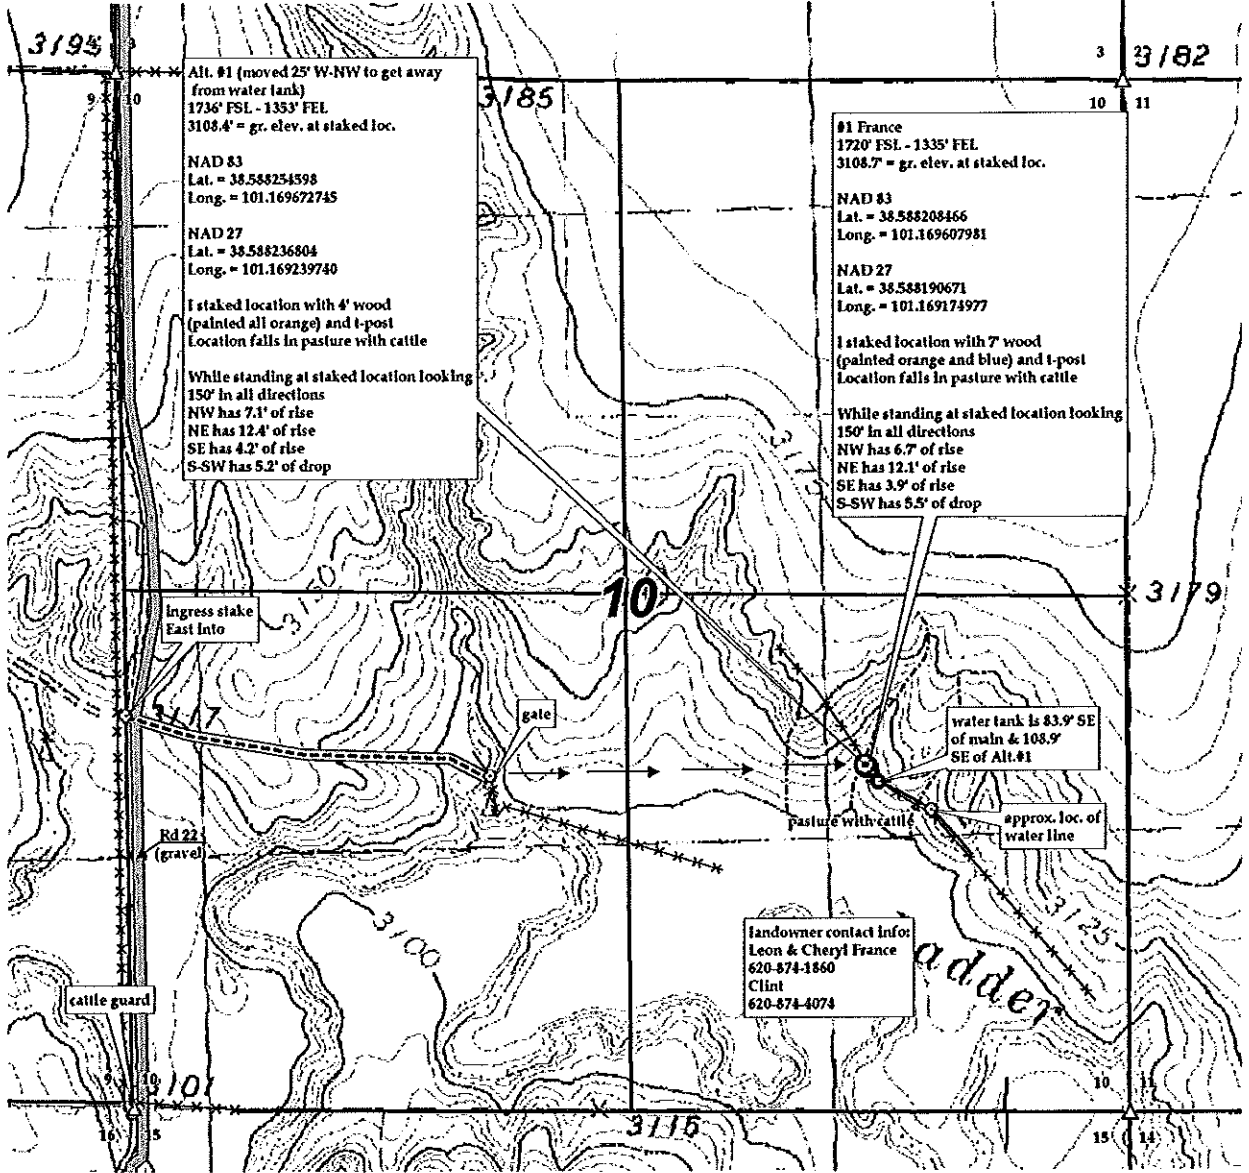 3195
3182
3 2
9 10
10 11
Alt. #1 (moved 25' W-NW to get away
from water tank)
1736' FSL - 1353' FEL
3108.4' = gr. elev. at staked loc.
NAD 83
Lat. = 38.588254598
Long. = 101.169672745
NAD 27
Lat. = 38.588236804
Long. = 101.169239740
I staked location with 4' wood
(painted all orange) and t-post
Location falls in pasture with cattle
While standing at staked location looking
150' in all directions
NW has 7.1' of rise
NE has 12.4' of rise
SE has 4.2' of rise
S-SW has 5.2' of drop
3185
#1 France
1720' FSL - 1335' FEL
3108.7' = gr. elev. at staked loc.
NAD 83
Lat. = 38.588208466
Long. = 101.169607981
NAD 27
Lat. = 38.588190671
Long. = 101.169174977
I staked location with 7' wood
(painted orange and blue) and t-post
Location falls in pasture with cattle
While standing at staked location looking
150' in all directions
NW has 6.7' of rise
NE has 12.1' of rise
SE has 3.9' of rise
S-SW has 5.5' of drop
3175
3150
10
3179
Ingress stake
East into
3117
gate
water tank is 83.9' SE
of main & 108.9'
SE of Alt.#1
pasture with cattle
approx. loc. of
water line
Rd 22
(gravel)
3100
3125
landowner contact info:
Leon & Cheryl France
620-874-1860
Clint
620-874-4074
adder
cattle guard
9 10
3101
10 11
16 15
3116
15 14